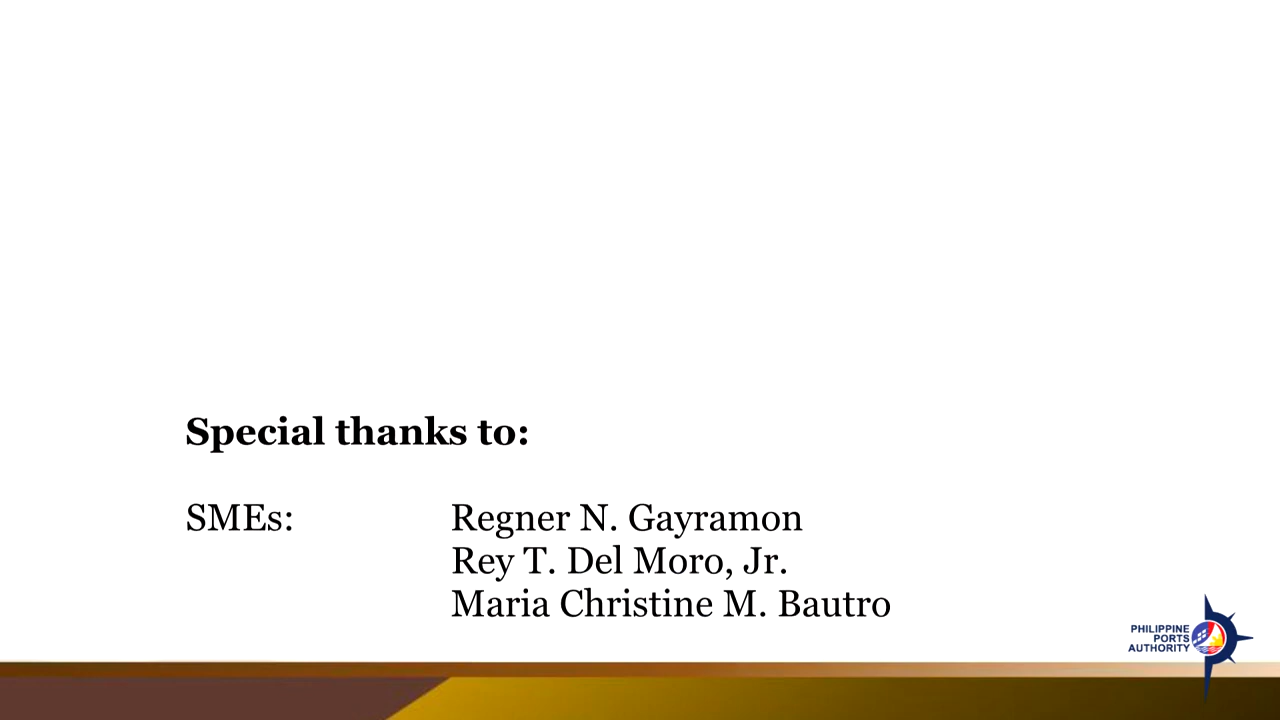 Special thanks to:
SMEs: Regner N. Gayramon
Rey T. Del Moro, Jr.
Maria Christine M. Bautro
PHILIPPINE
PORTS
AUTHORITY